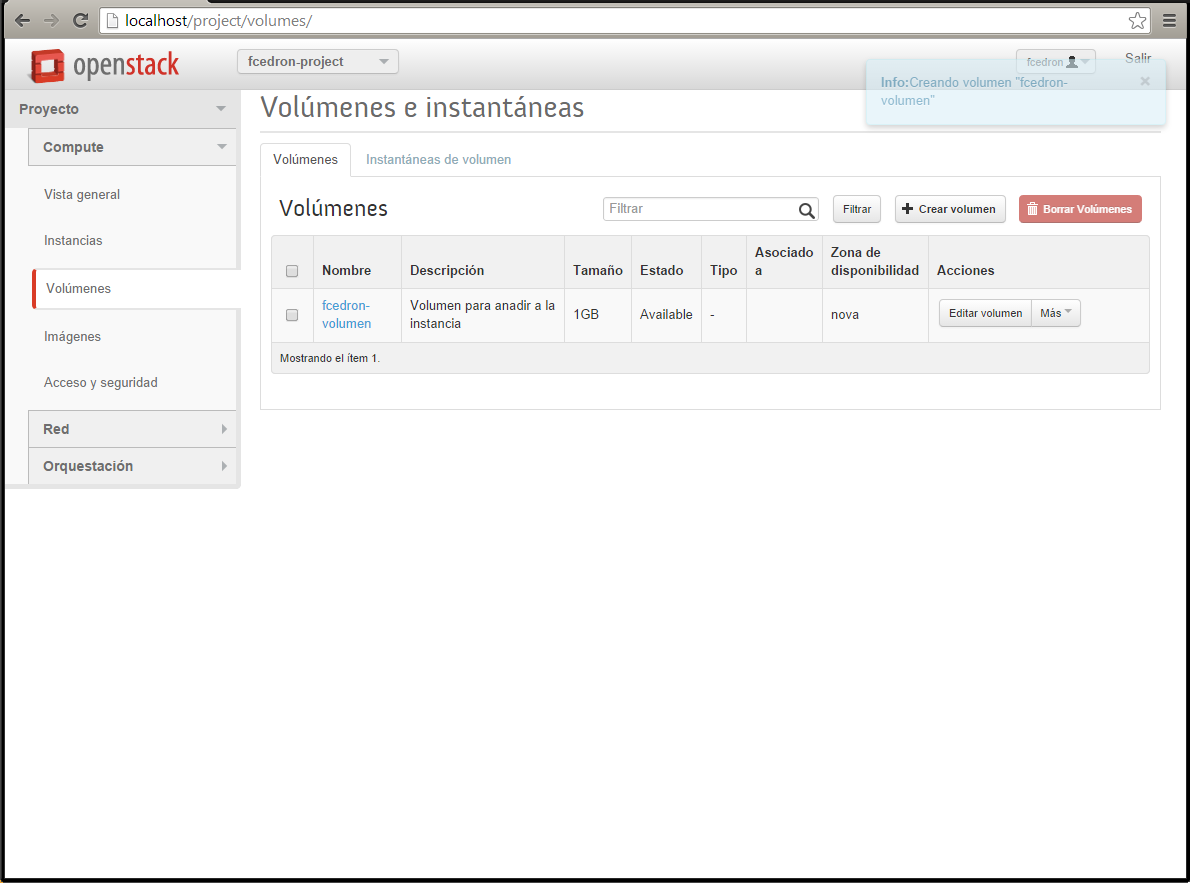 localhost/project/volumes/
openstack
fcedron-project
fcedron
Salir
Info:Creando volumen "fcedron-
volumen"
Proyecto
Compute
Vista general
Instancias
Volúmenes
Imágenes
Acceso y seguridad
Red
Orquestación
Volúmenes e instantáneas
Volúmenes
Instantáneas de volumen
Volúmenes
Filtrar
Filtrar
Crear volumen
Borrar Volúmenes
Nombre
Descripción
Tamaño
Estado
Tipo
Asociado
a
Zona de
disponibilidad
Acciones
fcedron-
volumen
Volumen para anadir a la
instancia
1GB
Available
-
nova
Editar volumen
Más
Mostrando el ítem 1.